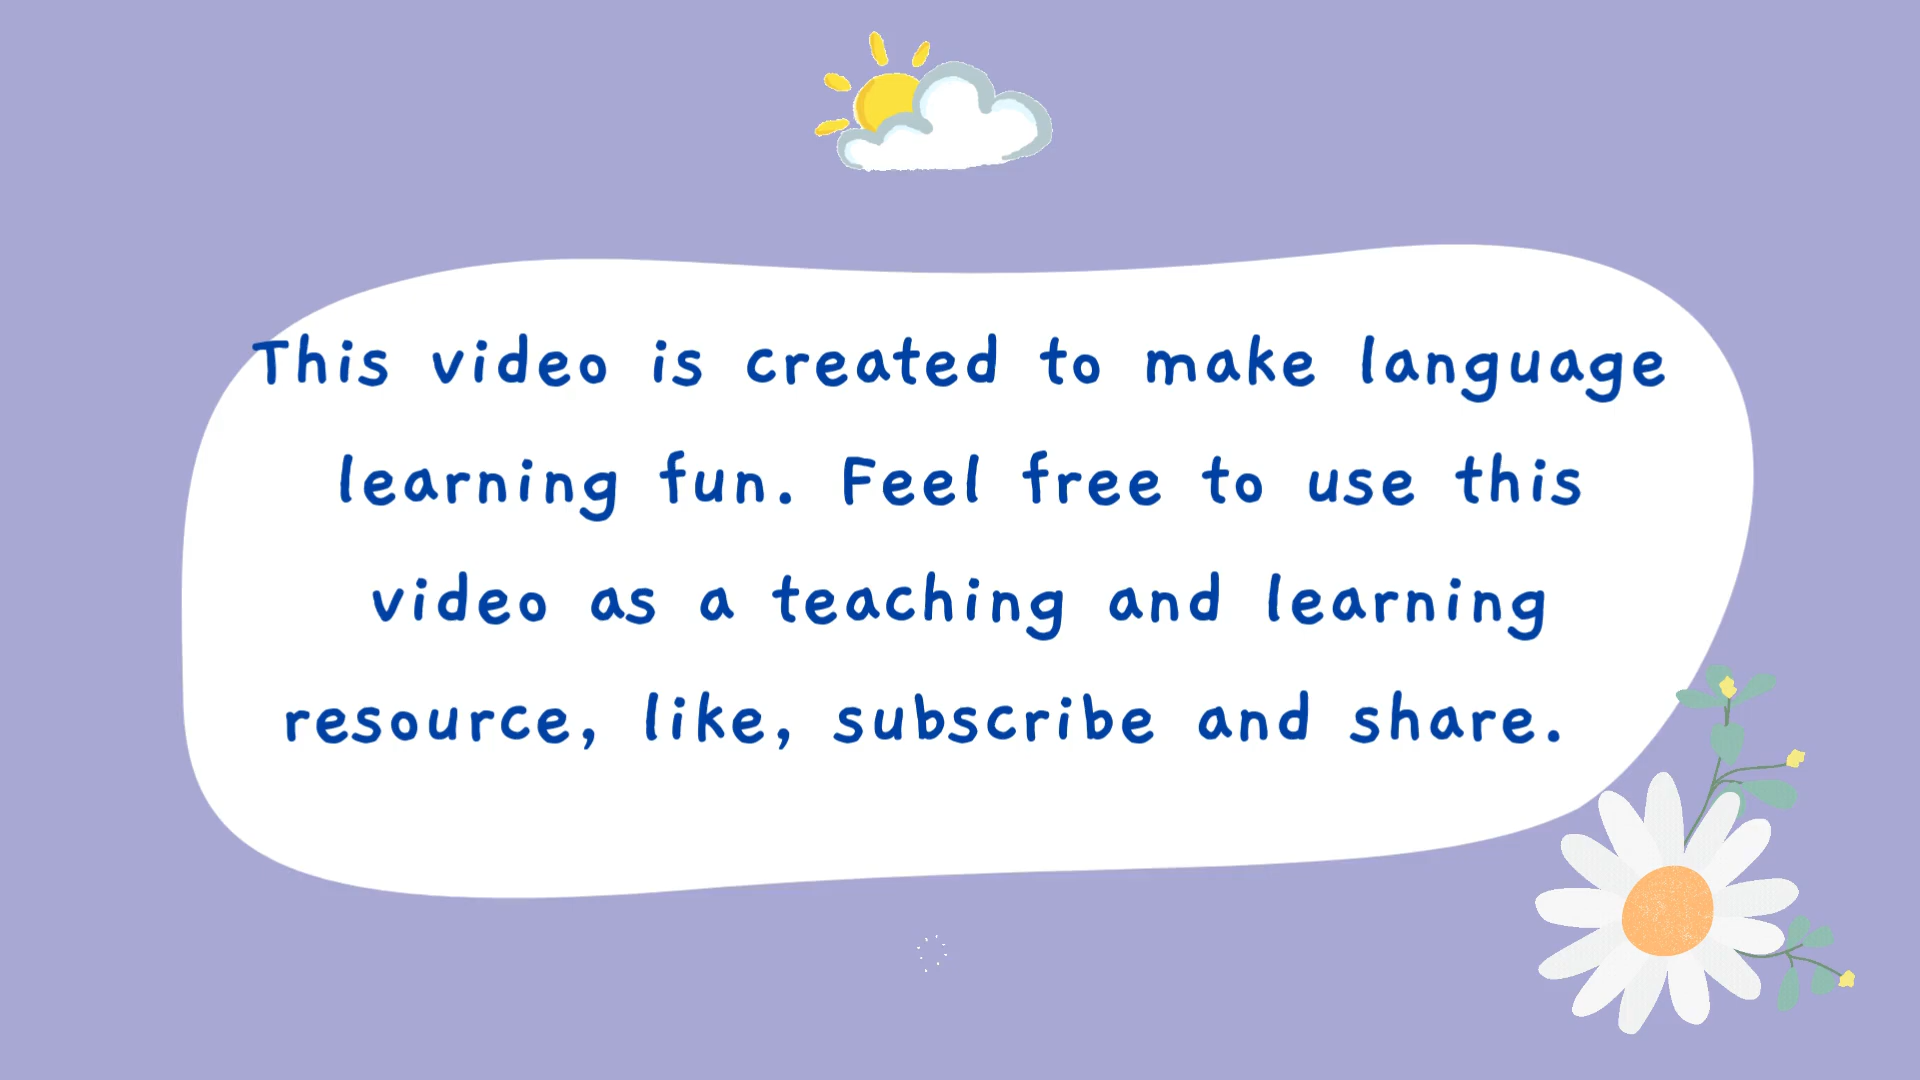 This video is created to make language
learning fun. Feel free to use this
video as a teaching and learning
resource, like, subscribe and share.